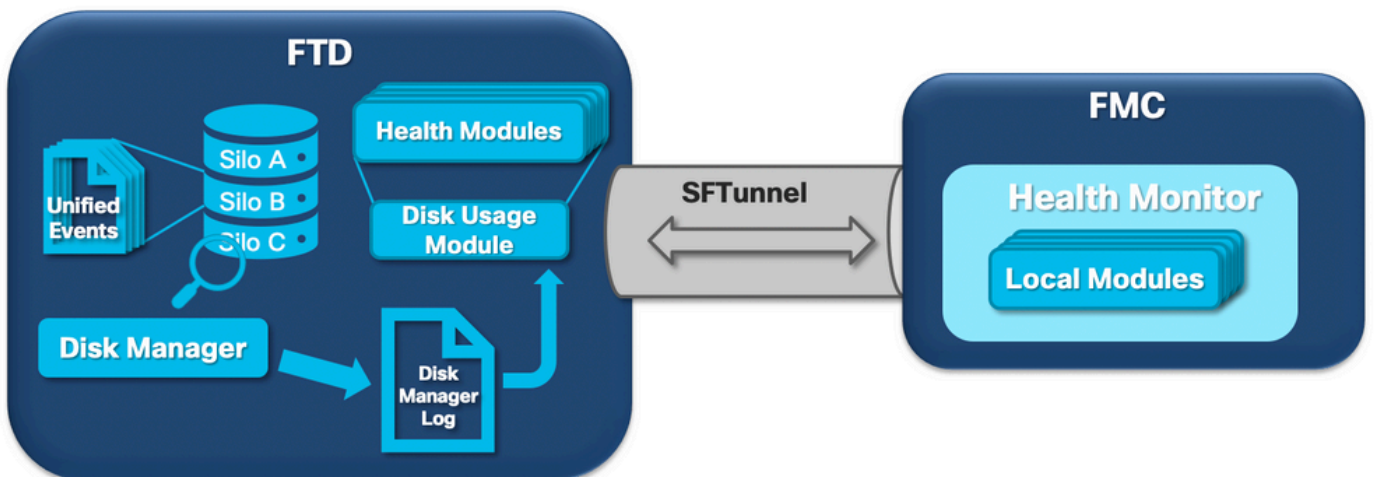 FTD
Unified
Events
Silo A
Silo B
Silo C
Health Modules
Disk Usage
Module
Disk Manager
Disk
Manager
Log
SFTunnel
FMC
Health Monitor
Local Modules